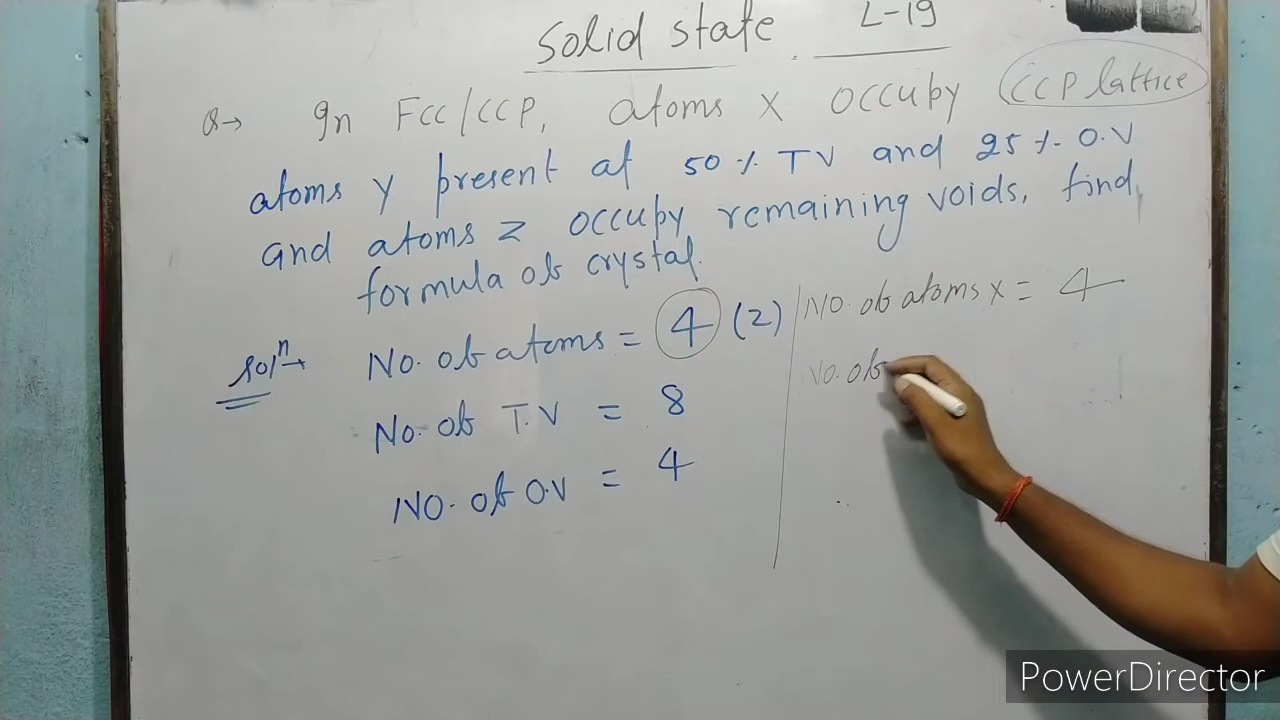 Solid state. L-19
Q→ In FCC/CCP, atoms X occupy CCP lattice
atoms Y present at 50% TV and 25% O.V
and atoms Z occupy remaining voids, find
formula of crystal.
Solⁿ→ No. of atoms = 4 (Z)
No. of T.V = 8
No. of O.V = 4
No. of atoms X = 4
No. of
PowerDirector